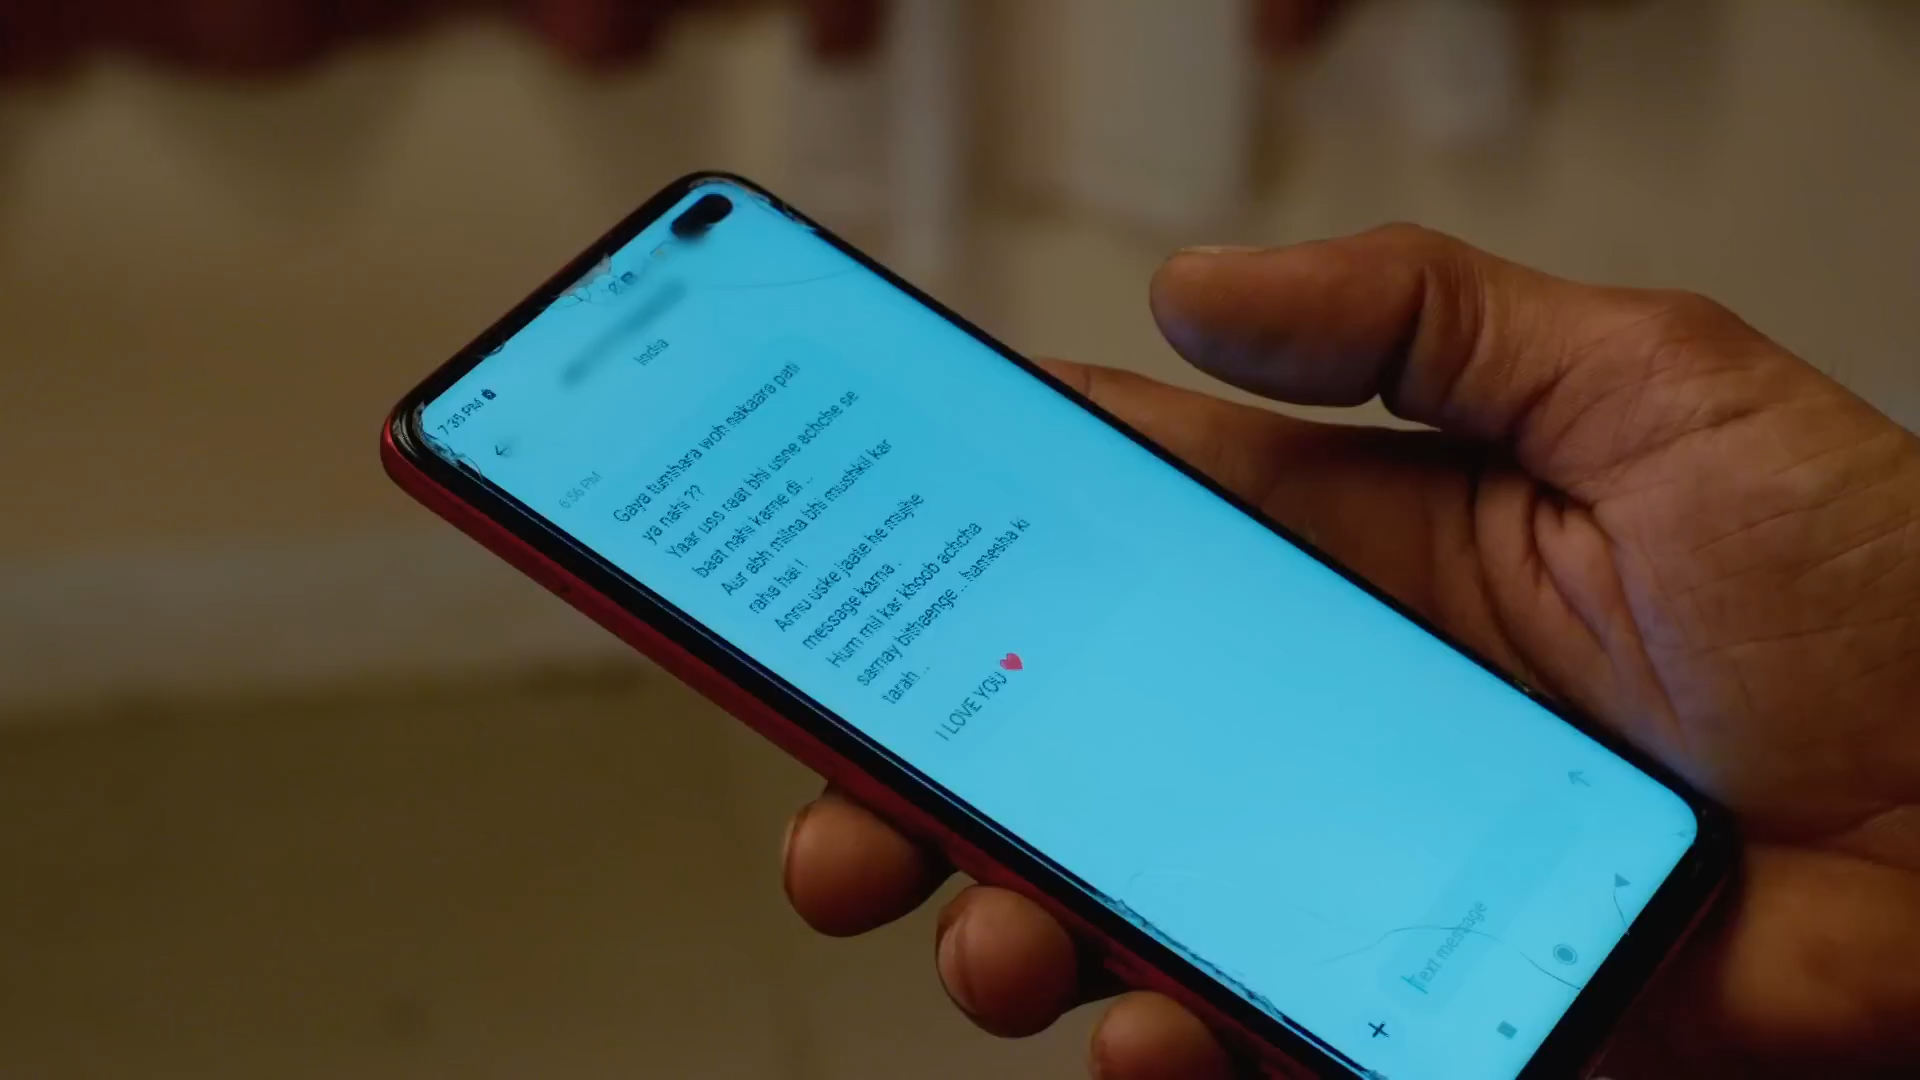 7:35 PM
India
6:56 PM
Gaya tumhara woh nakaara pati
ya nahi ??
Yaar uss raat bhi usne achche se
baat nahi karne di ..
Aur abh milna bhi mushkil kar
raha hai !
Annu uske jaate he mujhe
message karna .
Hum mil kar khoob achcha
samay bithaenge .. hamesha ki
tarah ..
I LOVE YOU ❤
Text message